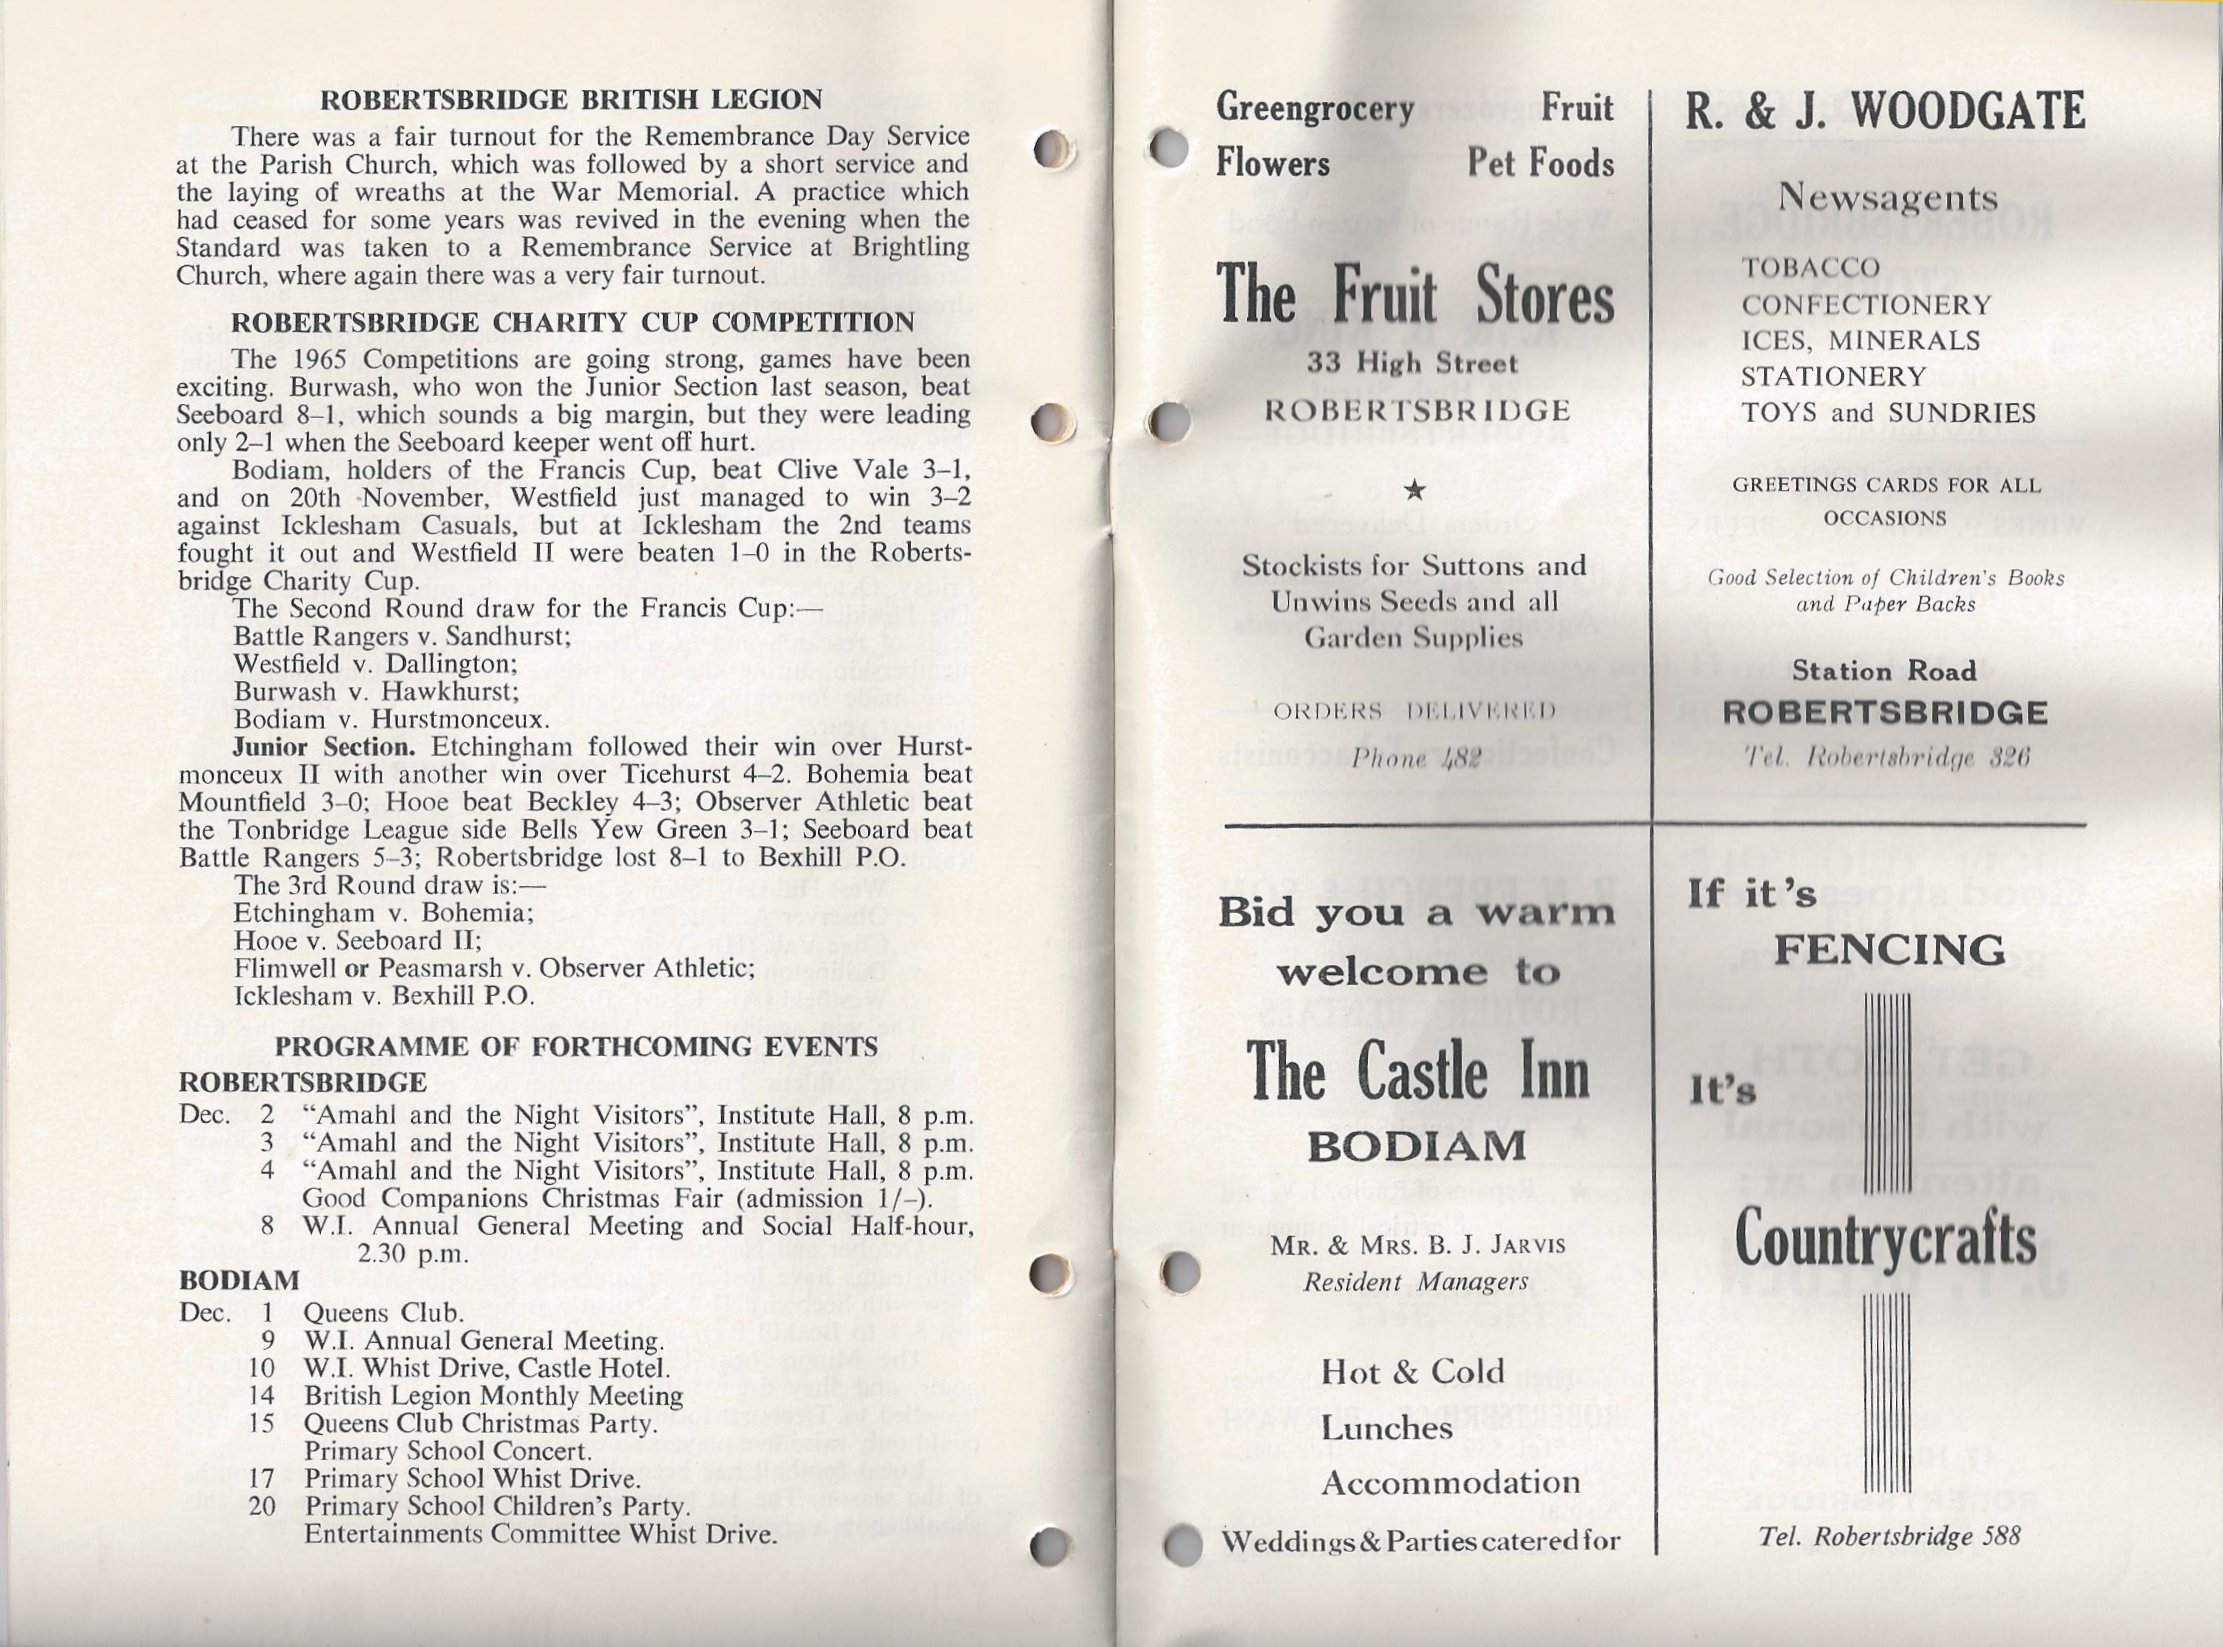 ROBERTSBRIDGE BRITISH LEGION
There was a fair turnout for the Remembrance Day Service
at the Parish Church, which was followed by a short service and
the laying of wreaths at the War Memorial. A practice which
had ceased for some years was revived in the evening when the
Standard was taken to a Remembrance Service at Brightling
Church, where again there was a very fair turnout.
ROBERTSBRIDGE CHARITY CUP COMPETITION
The 1965 Competitions are going strong, games have been
exciting. Burwash, who won the Junior Section last season, beat
Seeboard 8–1, which sounds a big margin, but they were leading
only 2–1 when the Seeboard keeper went off hurt.
Bodiam, holders of the Francis Cup, beat Clive Vale 3–1,
and on 20th November, Westfield just managed to win 3–2
against Icklesham Casuals, but at Icklesham the 2nd teams
fought it out and Westfield II were beaten 1–0 in the Roberts-
bridge Charity Cup.
The Second Round draw for the Francis Cup:—
Battle Rangers v. Sandhurst;
Westfield v. Dallington;
Burwash v. Hawkhurst;
Bodiam v. Hurstmonceux.
Junior Section. Etchingham followed their win over Hurst-
monceux II with another win over Ticehurst 4–2. Bohemia beat
Mountfield 3–0; Hooe beat Beckley 4–3; Observer Athletic beat
the Tonbridge League side Bells Yew Green 3–1; Seeboard beat
Battle Rangers 5–3; Robertsbridge lost 8–1 to Bexhill P.O.
The 3rd Round draw is:—
Etchingham v. Bohemia;
Hooe v. Seeboard II;
Flimwell or Peasmarsh v. Observer Athletic;
Icklesham v. Bexhill P.O.
PROGRAMME OF FORTHCOMING EVENTS
ROBERTSBRIDGE
Dec. 2 “Amahl and the Night Visitors”, Institute Hall, 8 p.m.
3 “Amahl and the Night Visitors”, Institute Hall, 8 p.m.
4 “Amahl and the Night Visitors”, Institute Hall, 8 p.m.
Good Companions Christmas Fair (admission 1/–).
8 W.I. Annual General Meeting and Social Half-hour,
2.30 p.m.
BODIAM
Dec. 1 Queens Club.
9 W.I. Annual General Meeting.
10 W.I. Whist Drive, Castle Hotel.
14 British Legion Monthly Meeting
15 Queens Club Christmas Party.
Primary School Concert.
17 Primary School Whist Drive.
20 Primary School Children’s Party.
Entertainments Committee Whist Drive.
Greengrocery Fruit
Flowers Pet Foods
The Fruit Stores
33 High Street
ROBERTSBRIDGE
★
Stockists for Suttons and
Unwins Seeds and all
Garden Supplies
ORDERS DELIVERED
Phone 482
R. & J. WOODGATE
Newsagents
TOBACCO
CONFECTIONERY
ICES, MINERALS
STATIONERY
TOYS and SUNDRIES
GREETINGS CARDS FOR ALL
OCCASIONS
Good Selection of Children's Books
and Paper Backs
Station Road
ROBERTSBRIDGE
Tel. Robertsbridge 326
Bid you a warm
welcome to
The Castle Inn
BODIAM
MR. & MRS. B. J. JARVIS
Resident Managers
Hot & Cold
Lunches
Accommodation
Weddings & Parties catered for
If it's
FENCING
It's
Countrycrafts
Tel. Robertsbridge 588